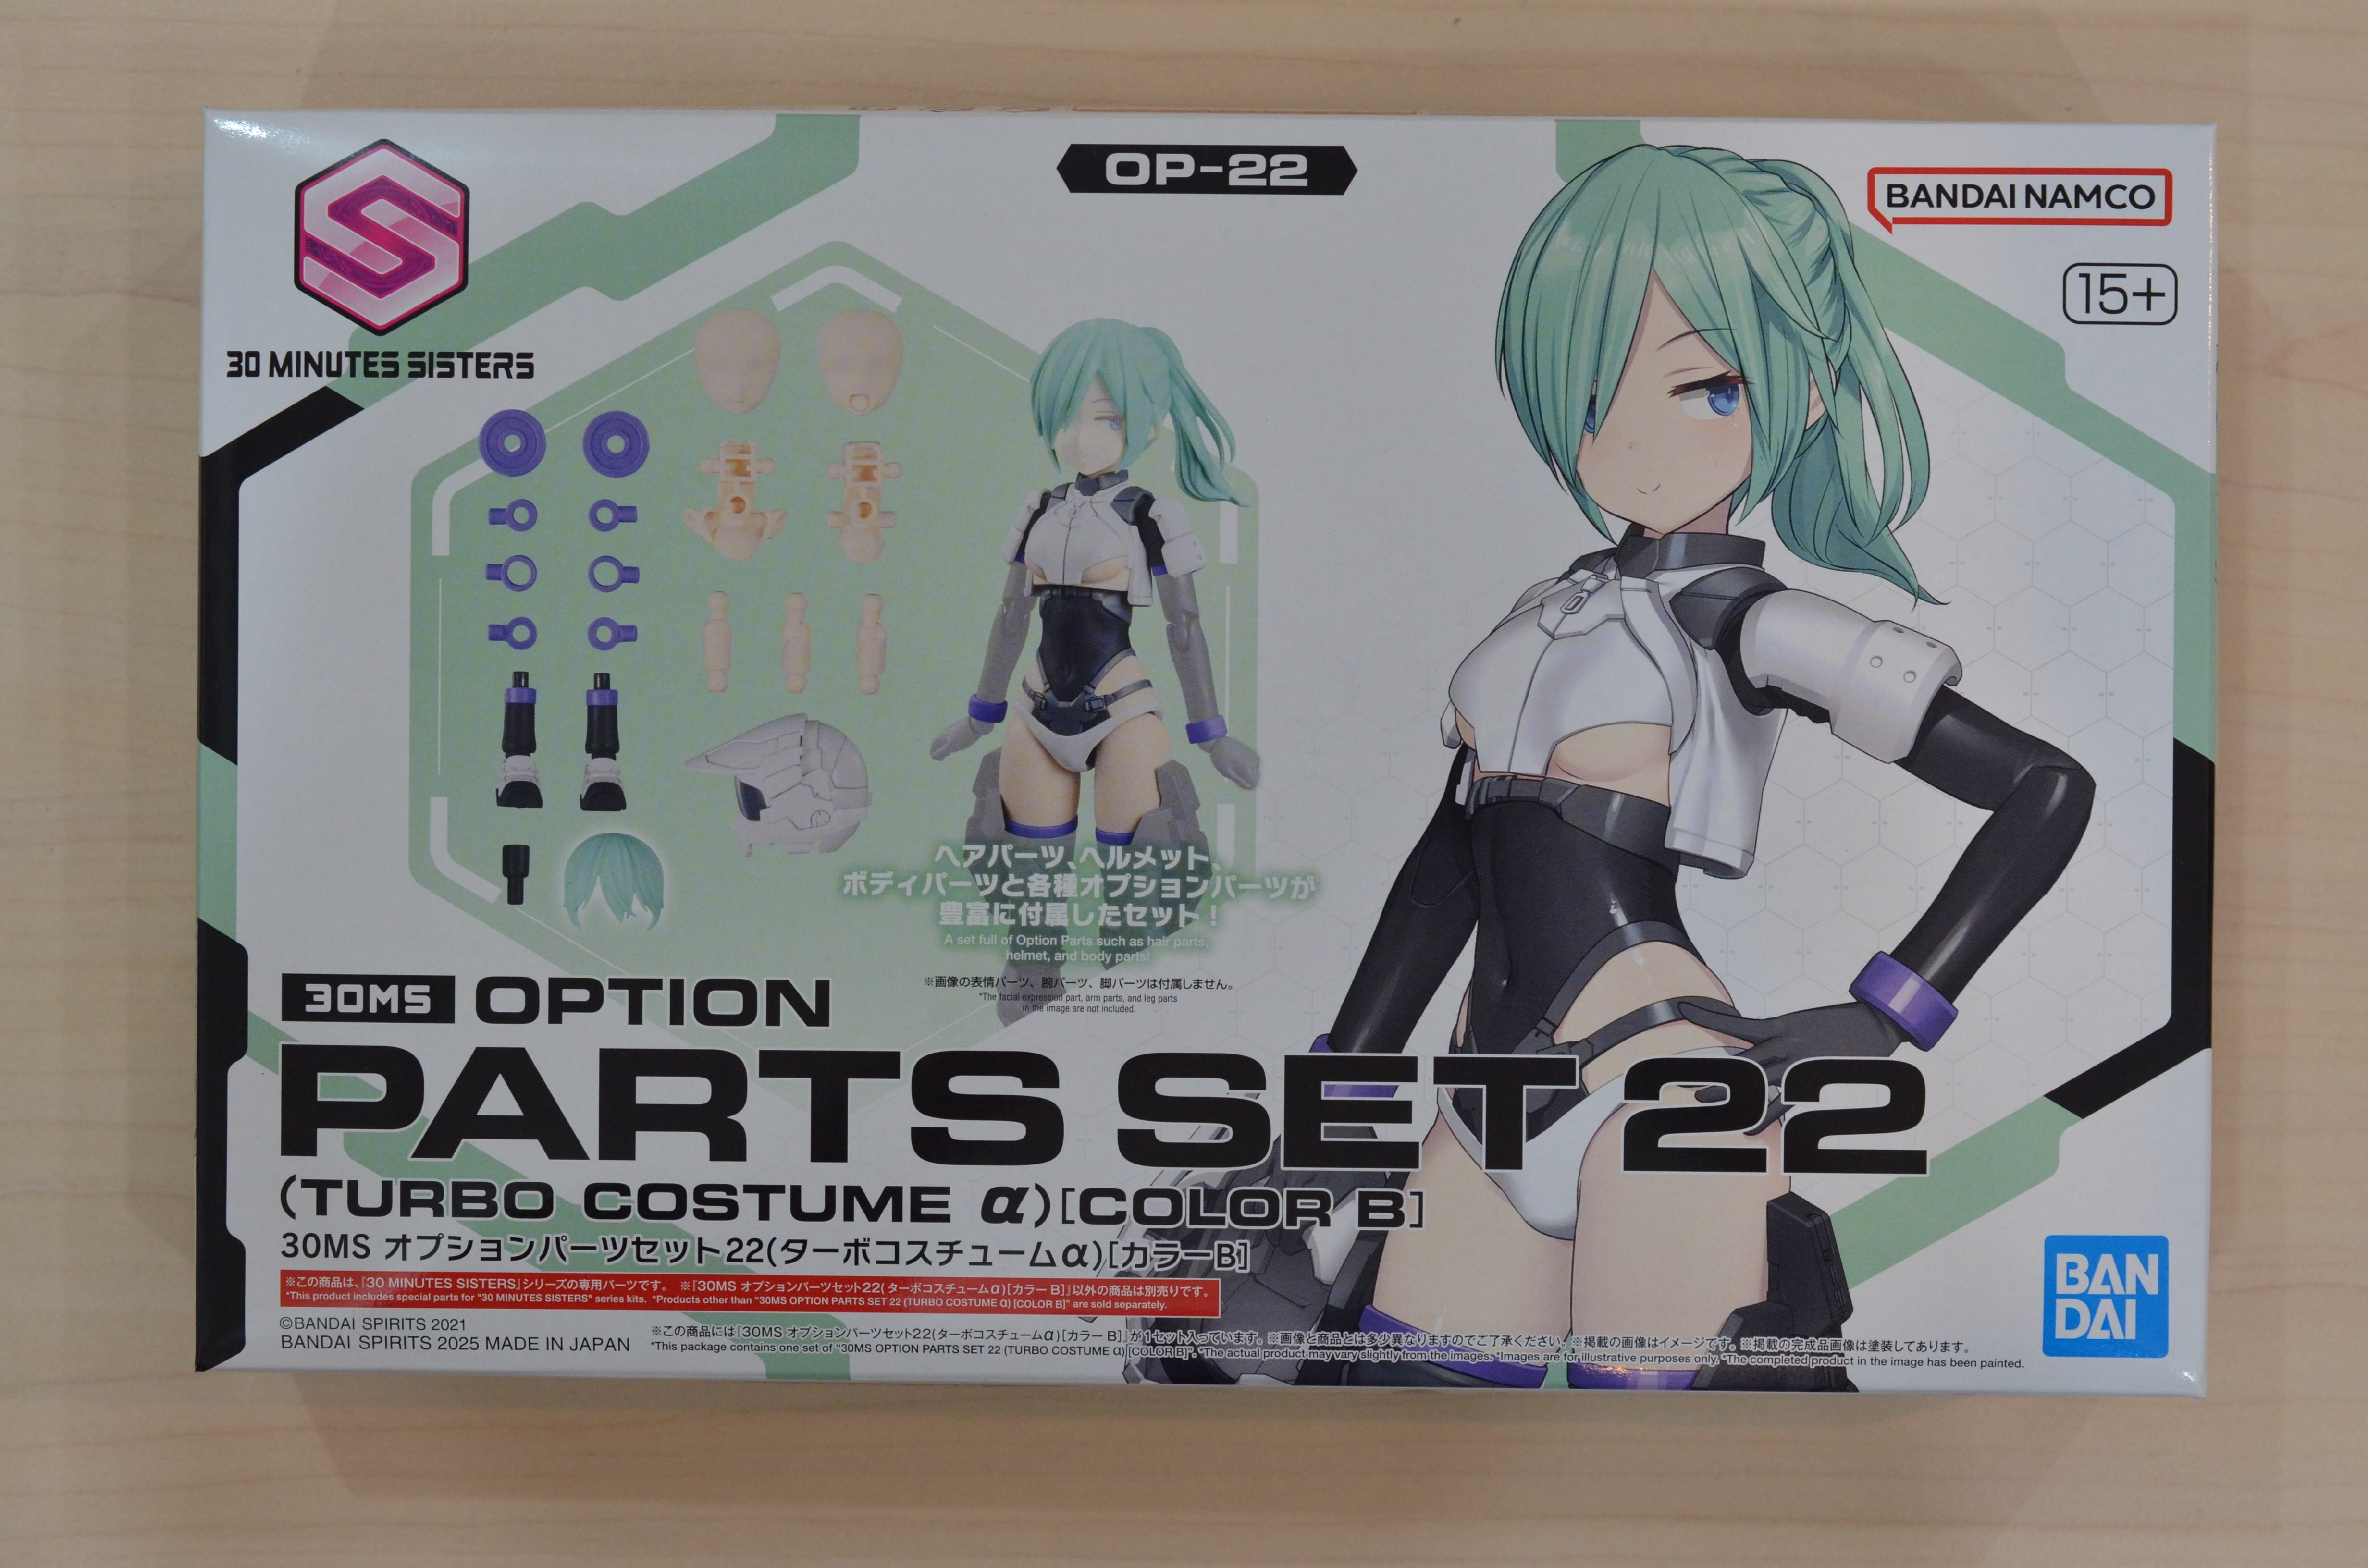 OP-22
BANDAI NAMCO
15+
30 MINUTES SISTERS
ヘアパーツ、ヘルメット、
ボディパーツと各種オプションパーツが
豊富に付属したセット!
A set full of Option Parts such as hair parts,
helmet, and body parts!
※画像の表情パーツ、腕パーツ、脚パーツは付属しません。
*The facial expression part, arm parts, and leg parts
in the image are not included.
30MS OPTION
PARTS SET 22
(TURBO COSTUME α)[COLOR B]
30MS オプションパーツセット22(ターボコスチュームα)[カラーB]
※この商品は、『30 MINUTES SISTERS』シリーズの専用パーツです。 ※『30MS オプションパーツセット22(ターボコスチュームα)[カラー B]』以外の商品は別売りです。
*This product includes special parts for "30 MINUTES SISTERS" series kits. *Products other than "30MS OPTION PARTS SET 22 (TURBO COSTUME α) [COLOR B]" are sold separately.
©BANDAI SPIRITS 2021
BANDAI SPIRITS 2025 MADE IN JAPAN
※この商品には『30MS オプションパーツセット22(ターボコスチュームα)[カラー B]』が1セット入っています。※画像と商品とは多少異なりますのでご了承ください。※掲載の画像はイメージです。※掲載の完成品画像は塗装してあります。
*This package contains one set of "30MS OPTION PARTS SET 22 (TURBO COSTUME α) [COLOR B]". *The actual product may vary slightly from the images. *Images are for illustrative purposes only. *The completed product in the image has been painted.
BAN
DAI